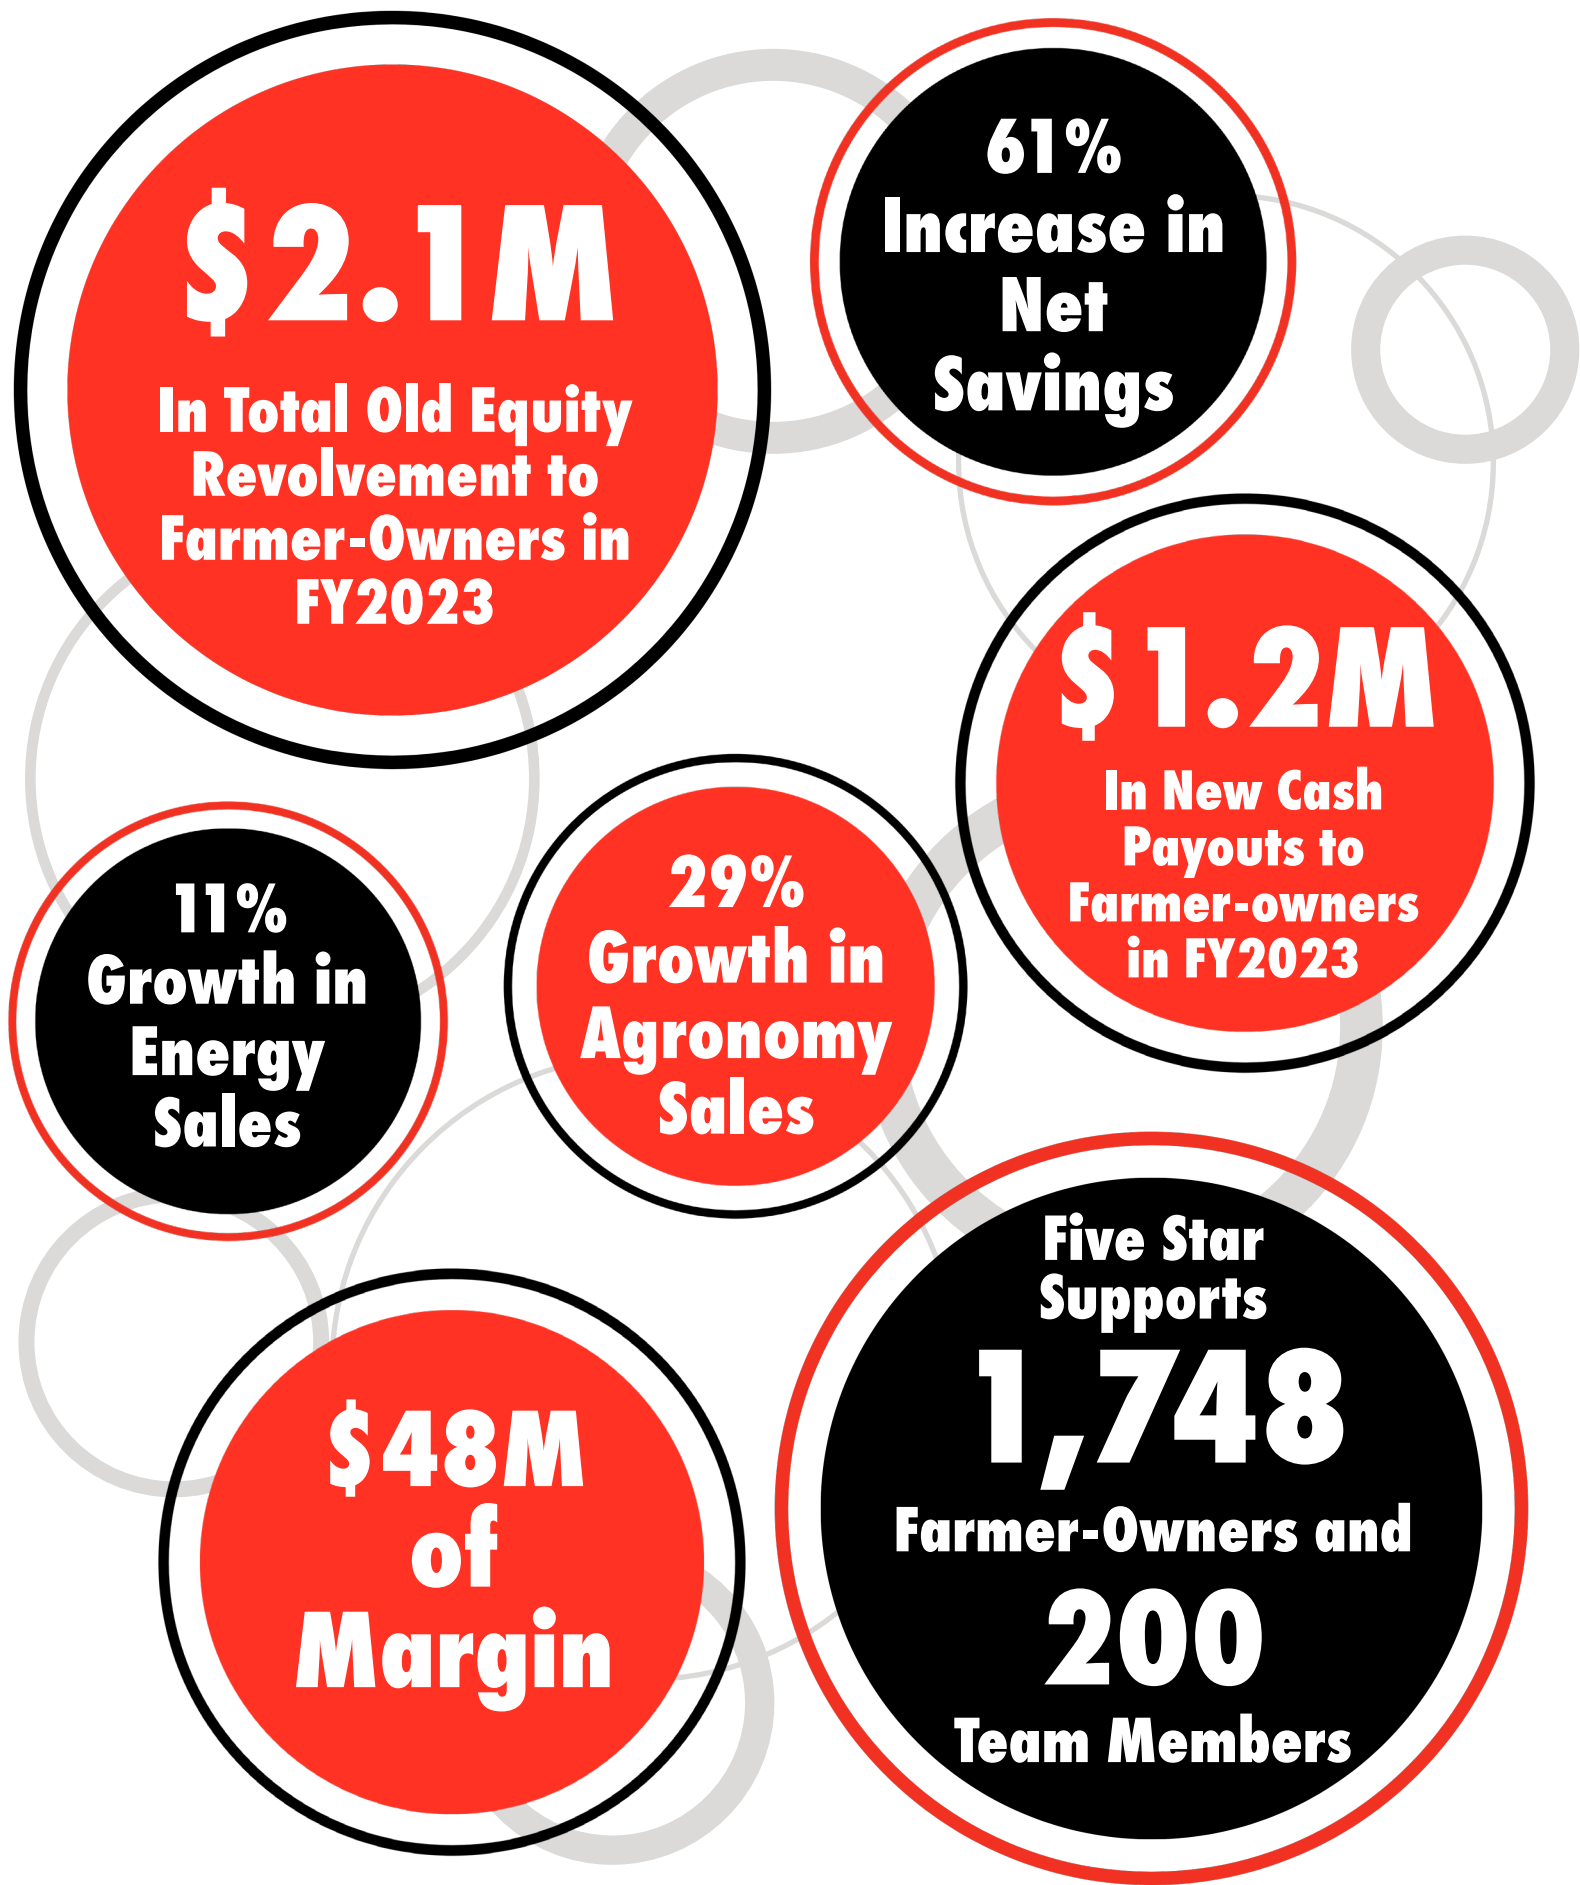 $2.1M
In Total Old Equity
Revolvement to
Farmer-Owners in
FY2023
61%
Increase in
Net
Savings
$1.2M
In New Cash
Payouts to
Farmer-owners
in FY2023
11%
Growth in
Energy
Sales
29%
Growth in
Agronomy
Sales
$48M
of
Margin
Five Star
Supports
1,748
Farmer-Owners and
200
Team Members